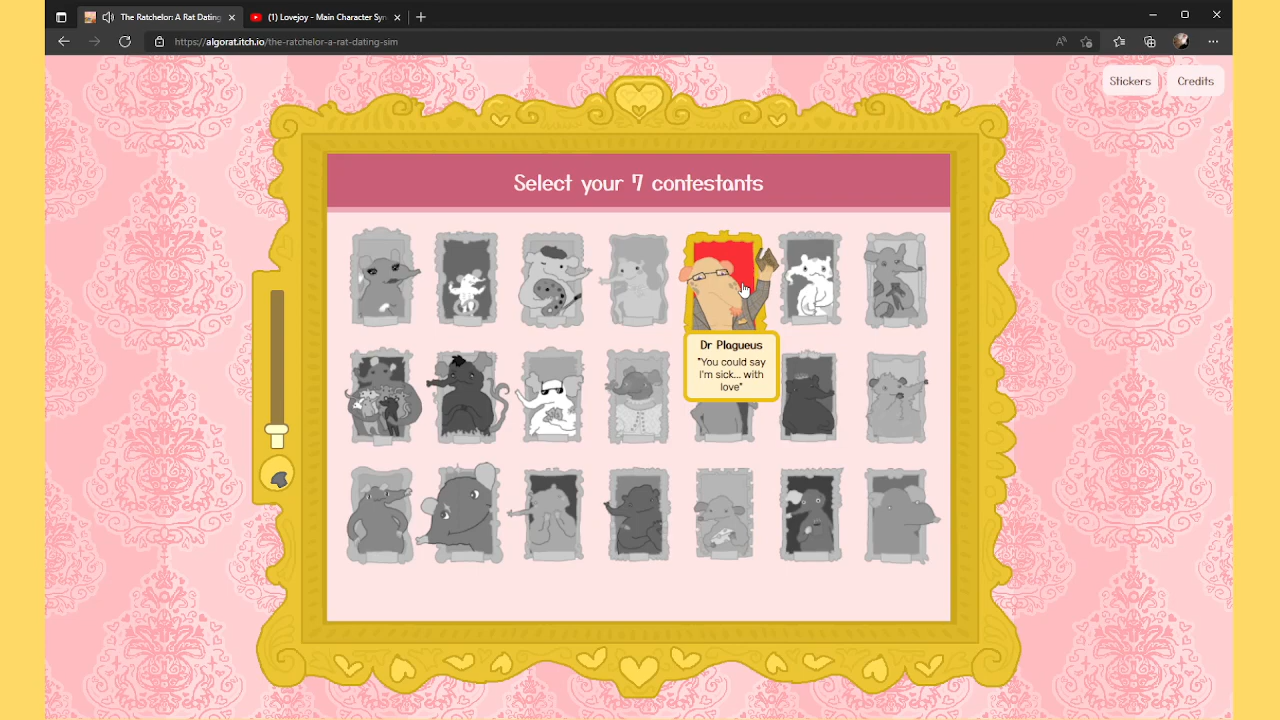 The Ratchelor: A Rat Dating
(1) Lovejoy - Main Character Syn
https://algorat.itch.io/the-ratchelor-a-rat-dating-sim
Stickers
Credits
Select your 7 contestants
Dr Plagueus
"You could say
I'm sick... with
love"